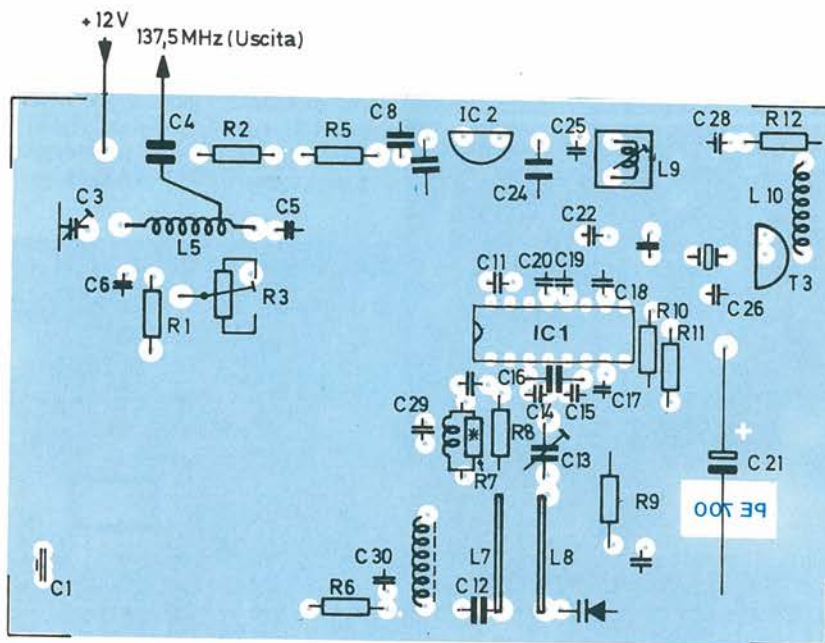 +12V
137,5 MHz (Uscita)
C4
R2
R5
C8
IC 2
C25
C28
R12
C24
L9
C3
L5
C5
C22
L 10
C6
R1
R3
C11
C20
C19
C18
C26
T3
IC1
R10
R11
C16
C14
C15
C17
C29
*
R7
R8
C13
+
C 21
R9
PE 700
C1
C30
R6
C12
L7
L8